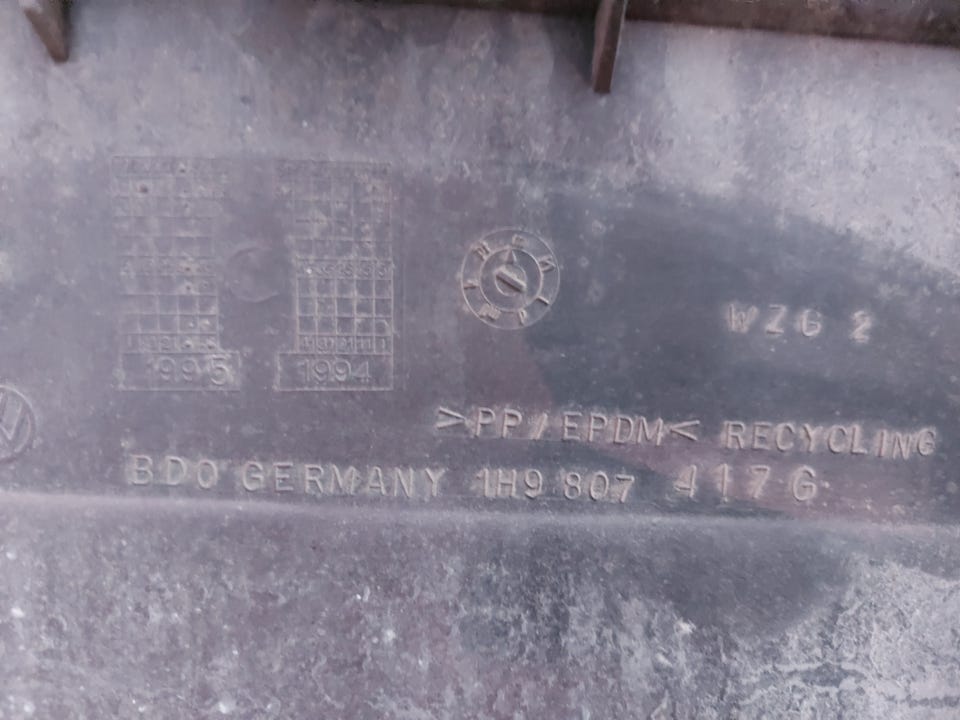 1995 1994
WZG 2
>PP/EPDM< RECYCLING
BDO GERMANY 1H9 807 417 G